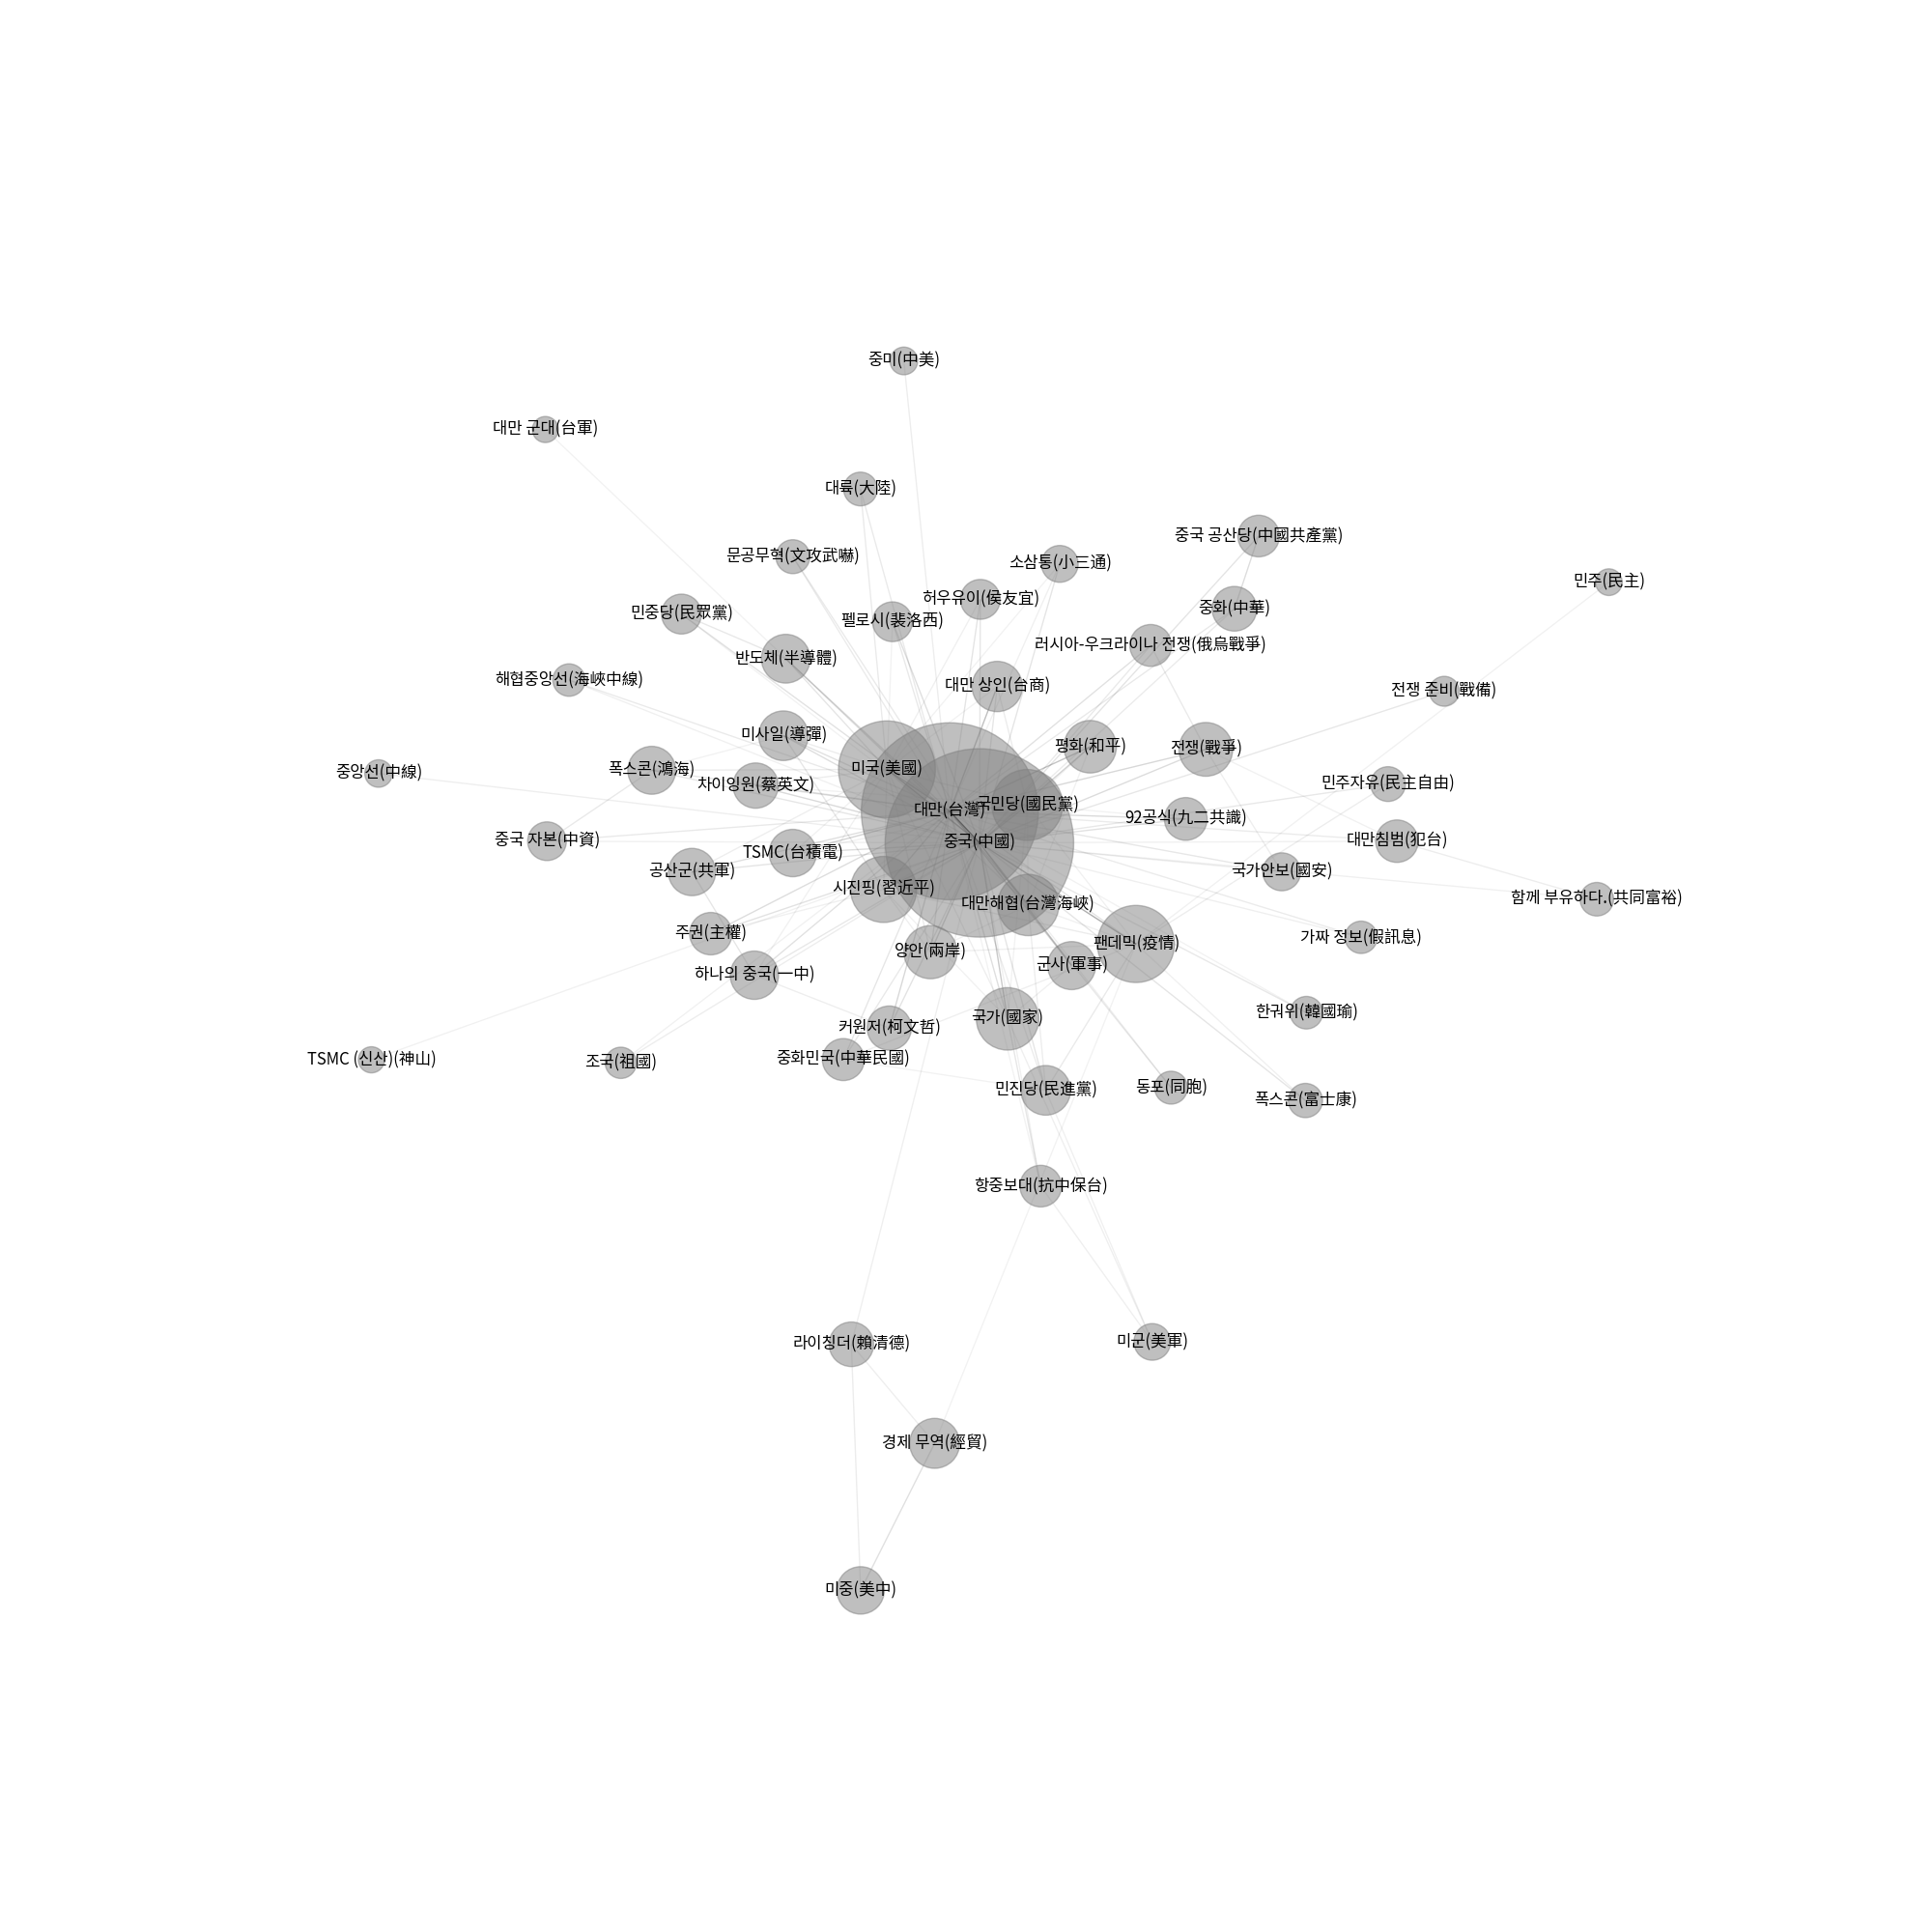 중미(中美)
대만 군대(台軍)
대륙(大陸)
중국 공산당(中國共產黨)
문공무혁(文攻武嚇)
소삼통(小三通)
민주(民主)
허우유이(侯友宜)
중화(中華)
민중당(民眾黨)
펠로시(裴洛西)
러시아-우크라이나 전쟁(俄烏戰爭)
반도체(半導體)
해협중앙선(海峽中線)
대만 상인(台商)
전쟁 준비(戰備)
미사일(導彈)
평화(和平)
전쟁(戰爭)
중앙선(中線)
폭스콘(鴻海)
미국(美國)
차이잉원(蔡英文)
민주자유(民主自由)
대만(台灣)
국민당(國民黨)
92공식(九二共識)
중국 자본(中資)
중국(中國)
대만침범(犯台)
TSMC(台積電)
공산군(共軍)
국가안보(國安)
시진핑(習近平)
함께 부유하다.(共同富裕)
대만해협(台灣海峽)
주권(主權)
가짜 정보(假訊息)
양안(兩岸)
팬데믹(疫情)
군사(軍事)
하나의 중국(一中)
한궈위(韓國瑜)
국가(國家)
커원저(柯文哲)
TSMC (신산)(神山)
조국(祖國)
중화민국(中華民國)
민진당(民進黨)
동포(同胞)
폭스콘(富士康)
항중보대(抗中保台)
라이칭더(賴清德)
미군(美軍)
경제 무역(經貿)
미중(美中)